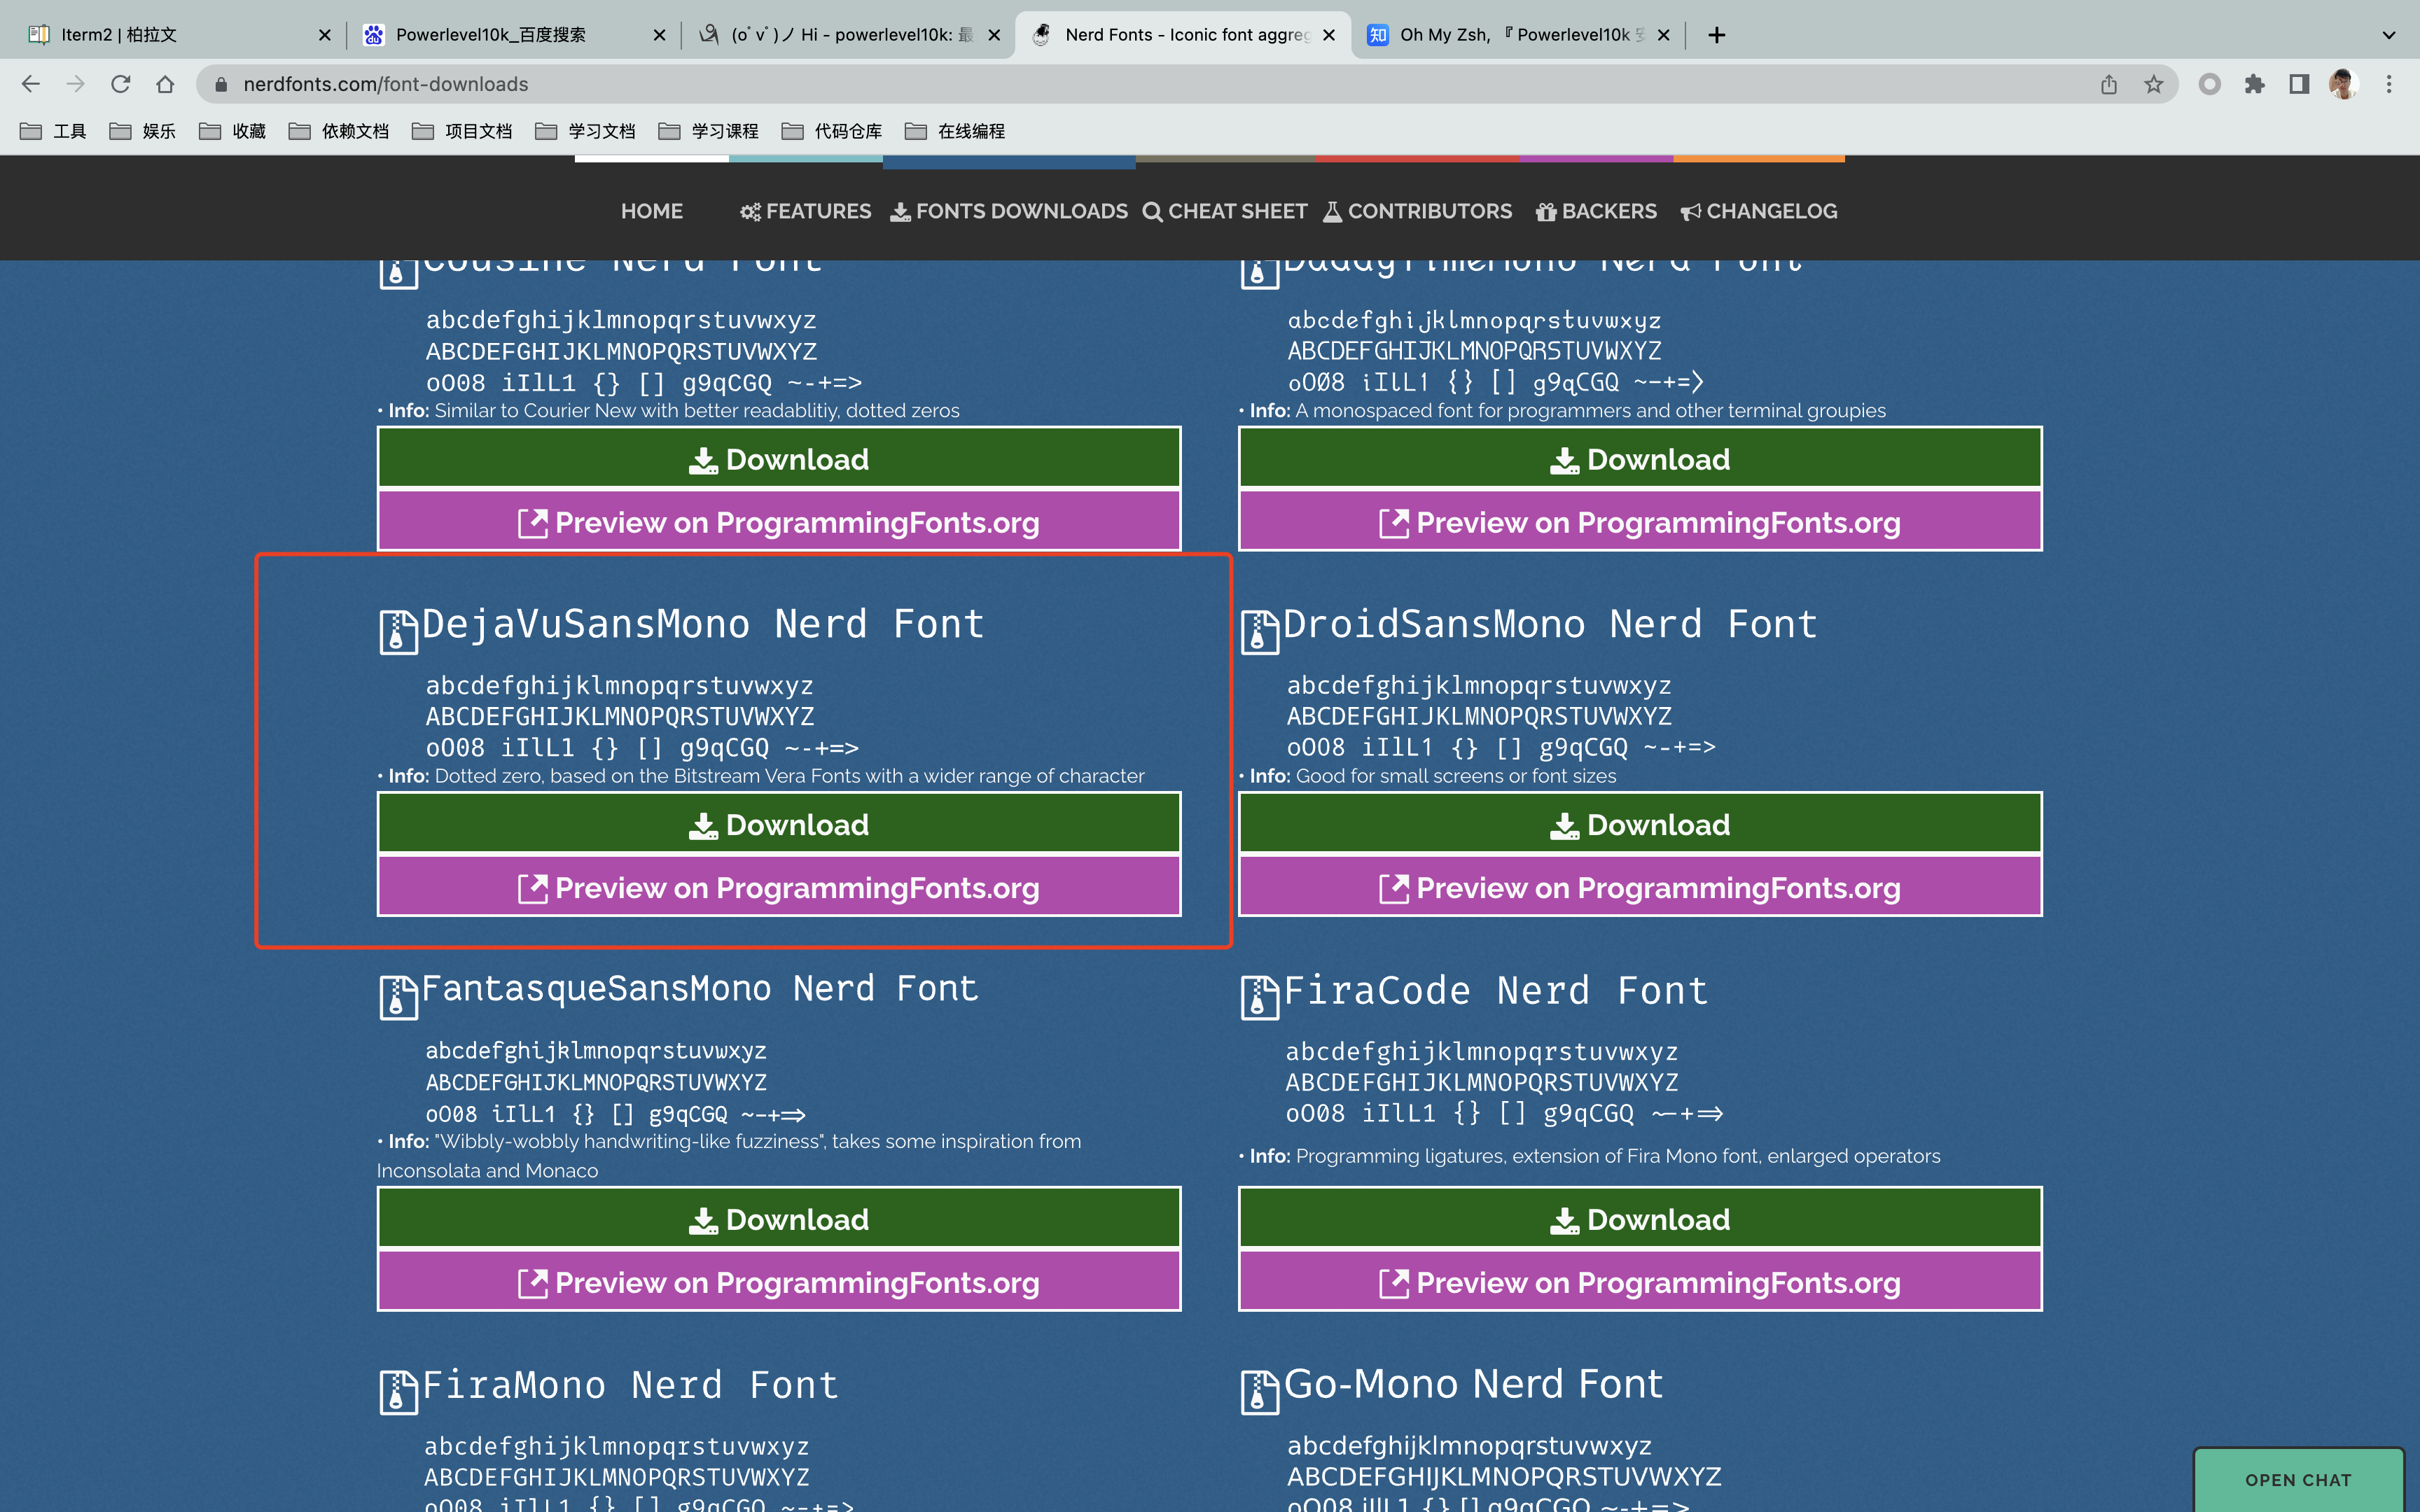 Iterm2 | 柏拉文
Powerlevel10k_百度搜索
(oﾟvﾟ)ノ Hi - powerlevel10k: 最
Nerd Fonts - Iconic font aggreg
Oh My Zsh, 『Powerlevel10k 安
nerdfonts.com/font-downloads
工具 娱乐 收藏 依赖文档 项目文档 学习文档 学习课程 代码仓库 在线编程
HOME FEATURES FONTS DOWNLOADS CHEAT SHEET CONTRIBUTORS BACKERS CHANGELOG
Cousine Nerd Font
abcdefghijklmnopqrstuvwxyz
ABCDEFGHIJKLMNOPQRSTUVWXYZ
oO08 iIlL1 {} [] g9qCGQ ~-+=>
• Info: Similar to Courier New with better readablitiy, dotted zeros
Download
Preview on ProgrammingFonts.org
DaddyTimeMono Nerd Font
abcdefghijklmnopqrstuvwxyz
ABCDEFGHIJKLMNOPQRSTUVWXYZ
oO08 iIlL1 {} [] g9qCGQ ~-+=>
• Info: A monospaced font for programmers and other terminal groupies
Download
Preview on ProgrammingFonts.org
DejaVuSansMono Nerd Font
abcdefghijklmnopqrstuvwxyz
ABCDEFGHIJKLMNOPQRSTUVWXYZ
oO08 iIlL1 {} [] g9qCGQ ~-+=>
• Info: Dotted zero, based on the Bitstream Vera Fonts with a wider range of character
Download
Preview on ProgrammingFonts.org
DroidSansMono Nerd Font
abcdefghijklmnopqrstuvwxyz
ABCDEFGHIJKLMNOPQRSTUVWXYZ
oO08 iIlL1 {} [] g9qCGQ ~-+=>
• Info: Good for small screens or font sizes
Download
Preview on ProgrammingFonts.org
FantasqueSansMono Nerd Font
abcdefghijklmnopqrstuvwxyz
ABCDEFGHIJKLMNOPQRSTUVWXYZ
oO08 iIlL1 {} [] g9qCGQ ~-+=>
• Info: "Wibbly-wobbly handwriting-like fuzziness", takes some inspiration from
Inconsolata and Monaco
Download
Preview on ProgrammingFonts.org
FiraCode Nerd Font
abcdefghijklmnopqrstuvwxyz
ABCDEFGHIJKLMNOPQRSTUVWXYZ
oO08 iIlL1 {} [] g9qCGQ ~-+=>
• Info: Programming ligatures, extension of Fira Mono font, enlarged operators
Download
Preview on ProgrammingFonts.org
FiraMono Nerd Font
abcdefghijklmnopqrstuvwxyz
ABCDEFGHIJKLMNOPQRSTUVWXYZ
oO08 iIlL1 {} [] g9qCGQ ~-+=>
Go-Mono Nerd Font
abcdefghijklmnopqrstuvwxyz
ABCDEFGHIJKLMNOPQRSTUVWXYZ
oO08 iIlL1 {} [] g9qCGQ ~-+=>
OPEN CHAT